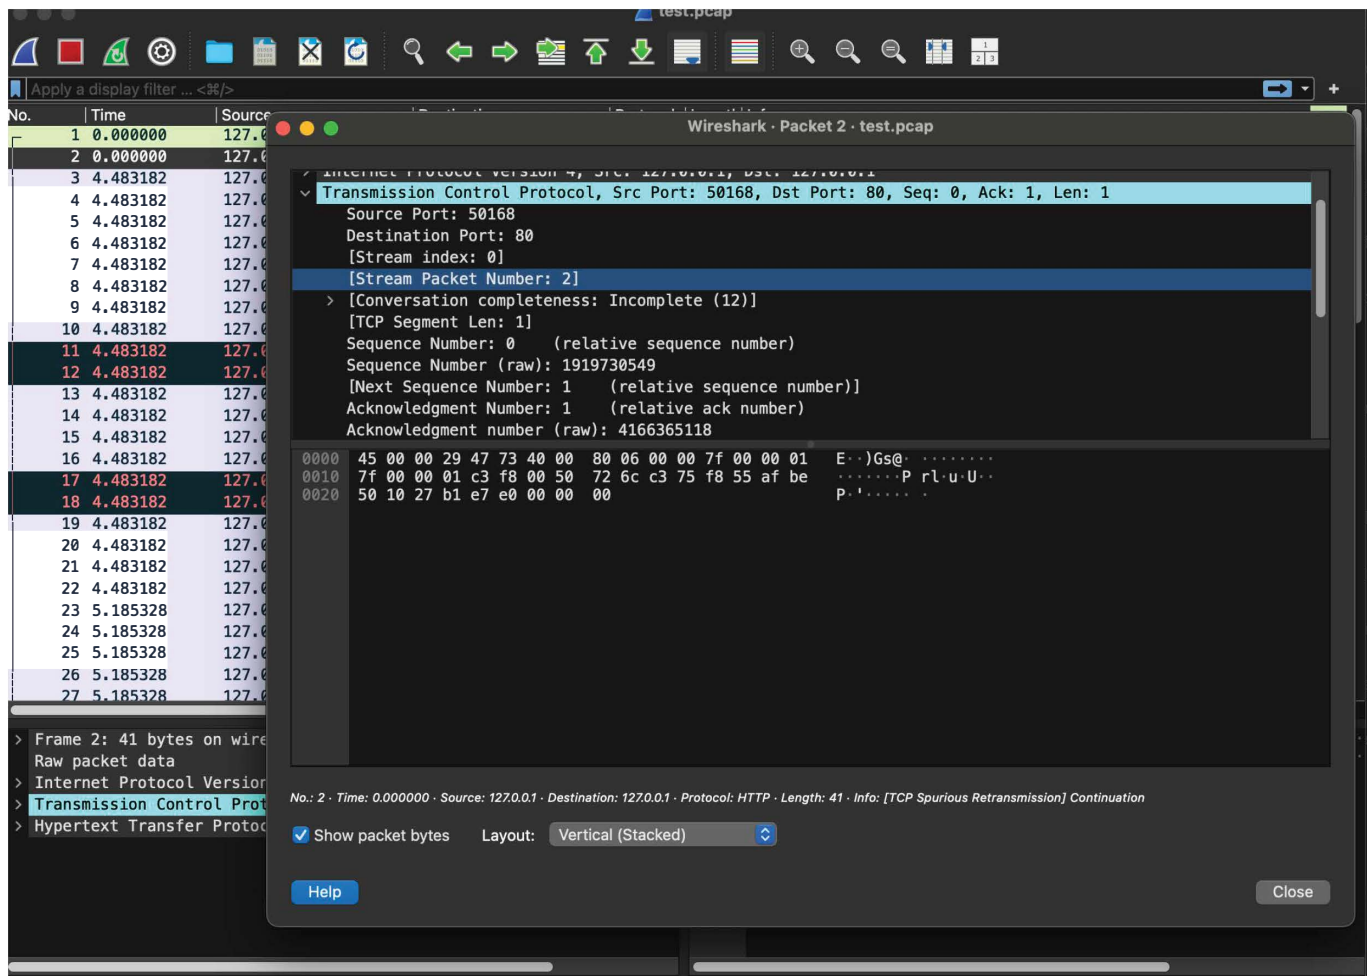 test.pcap
Apply a display filter ... <⌘/>
No. Time Source
1 0.000000 127.0
2 0.000000 127.0
3 4.483182 127.0
4 4.483182 127.0
5 4.483182 127.0
6 4.483182 127.0
7 4.483182 127.0
8 4.483182 127.0
9 4.483182 127.0
10 4.483182 127.0
11 4.483182 127.0
12 4.483182 127.0
13 4.483182 127.0
14 4.483182 127.0
15 4.483182 127.0
16 4.483182 127.0
17 4.483182 127.0
18 4.483182 127.0
19 4.483182 127.0
20 4.483182 127.0
21 4.483182 127.0
22 4.483182 127.0
23 5.185328 127.0
24 5.185328 127.0
25 5.185328 127.0
26 5.185328 127.0
27 5.185328 127.0
Frame 2: 41 bytes on wire
Raw packet data
Internet Protocol Version
Transmission Control Prot
Hypertext Transfer Protoc
Wireshark · Packet 2 · test.pcap
Internet Protocol Version 4, Src: 127.0.0.1, Dst: 127.0.0.1
Transmission Control Protocol, Src Port: 50168, Dst Port: 80, Seq: 0, Ack: 1, Len: 1
Source Port: 50168
Destination Port: 80
[Stream index: 0]
[Stream Packet Number: 2]
[Conversation completeness: Incomplete (12)]
[TCP Segment Len: 1]
Sequence Number: 0 (relative sequence number)
Sequence Number (raw): 1919730549
[Next Sequence Number: 1 (relative sequence number)]
Acknowledgment Number: 1 (relative ack number)
Acknowledgment number (raw): 4166365118
0000 45 00 00 29 47 73 40 00 80 06 00 00 7f 00 00 01 E··)Gs@· ········
0010 7f 00 00 01 c3 f8 00 50 72 6c c3 75 f8 55 af be ·······P rl·u·U··
0020 50 10 27 b1 e7 e0 00 00 00 P·'····· ·
No.: 2 · Time: 0.000000 · Source: 127.0.0.1 · Destination: 127.0.0.1 · Protocol: HTTP · Length: 41 · Info: [TCP Spurious Retransmission] Continuation
Show packet bytes Layout: Vertical (Stacked)
Help Close